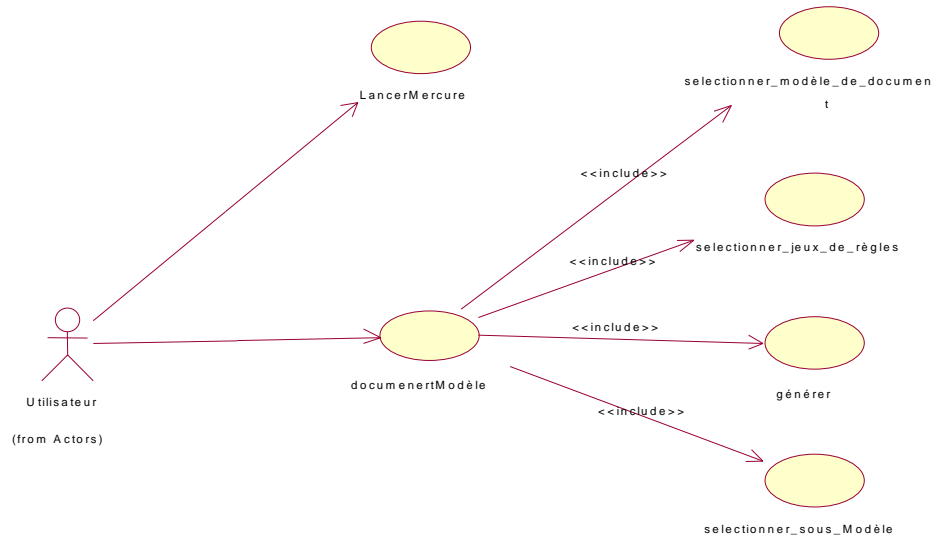 LancerMercure
selectionner_modèle_de_documen
t
<<include>>
selectionner_jeux_de_règles
<<include>>
<<include>>
documenertModèle
générer
Utilisateur
<<include>>
(from Actors)
selectionner_sous_Modèle